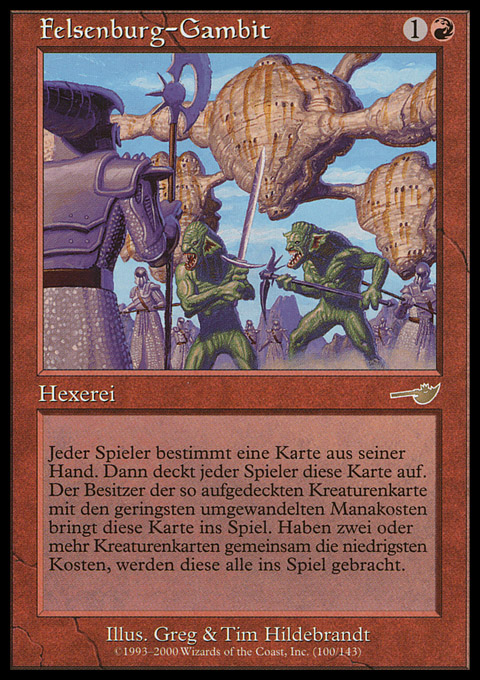 Felsenburg-Gambit 1
Hexerei
Jeder Spieler bestimmt eine Karte aus seiner
Hand. Dann deckt jeder Spieler diese Karte auf.
Der Besitzer der so aufgedeckten Kreaturenkarte
mit den geringsten umgewandelten Manakosten
bringt diese Karte ins Spiel. Haben zwei oder
mehr Kreaturenkarten gemeinsam die niedrigsten
Kosten, werden diese alle ins Spiel gebracht.
Illus. Greg & Tim Hildebrandt
©1993–2000 Wizards of the Coast, Inc. (100/143)